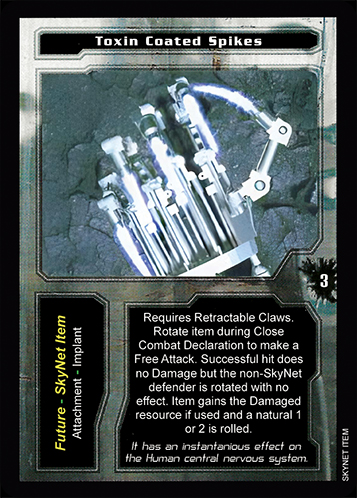 Toxin Coated Spikes
3
Future - SkyNet Item
Attachment - Implant
Requires Retractable Claws.
Rotate item during Close
Combat Declaration to make a
Free Attack. Successful hit does
no Damage but the non-SkyNet
defender is rotated with no
effect. Item gains the Damaged
resource if used and a natural 1
or 2 is rolled.
It has an instantanious effect on
the Human central nervous system.
SKYNET ITEM